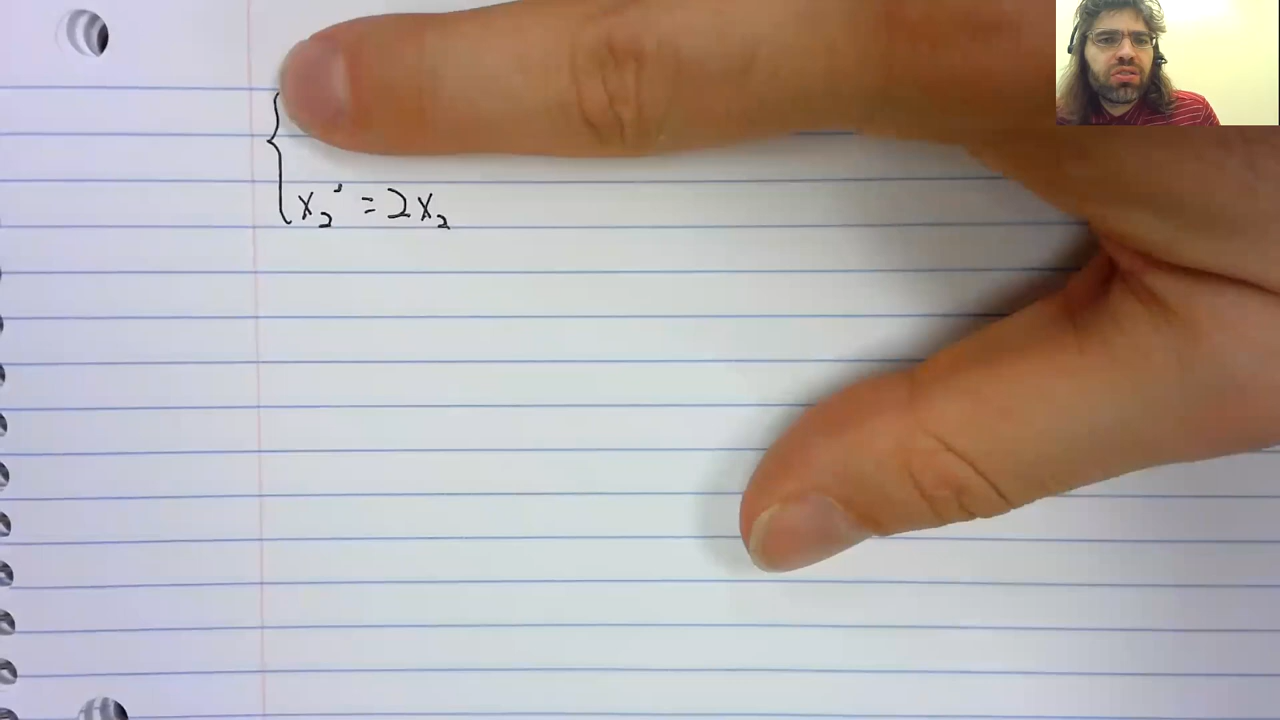 x₂' = 2x₂